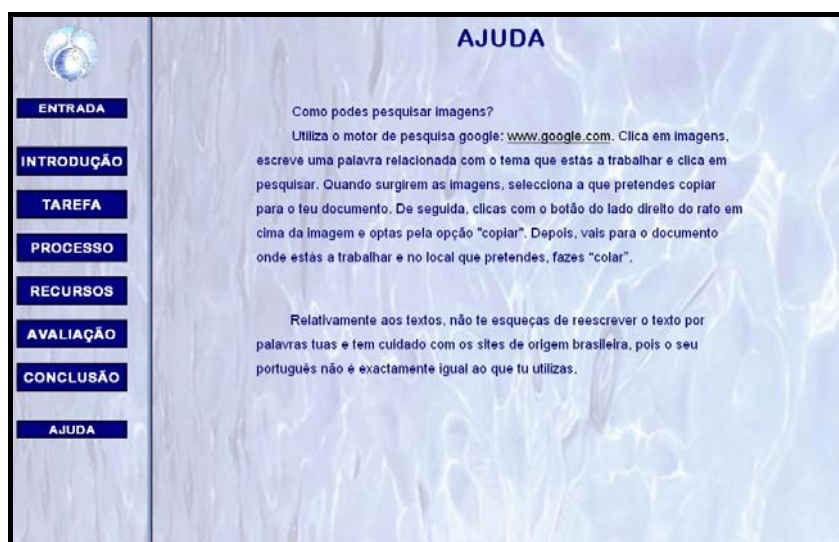 AJUDA
ENTRADA
INTRODUÇÃO
TAREFA
PROCESSO
RECURSOS
AVALIAÇÃO
CONCLUSÃO
AJUDA
Como podes pesquisar imagens?
Utiliza o motor de pesquisa google: www.google.com. Clica em imagens,
escreve uma palavra relacionada com o tema que estás a trabalhar e clica em
pesquisar. Quando surgirem as imagens, selecciona a que pretendes copiar
para o teu documento. De seguida, clicas com o botão do lado direito do rato em
cima da imagem e optas pela opção "copiar". Depois, vais para o documento
onde estás a trabalhar e no local que pretendes, fazes "colar".
Relativamente aos textos, não te esqueças de reescrever o texto por
palavras tuas e tem cuidado com os sites de origem brasileira, pois o seu
português não é exactamente igual ao que tu utilizas.